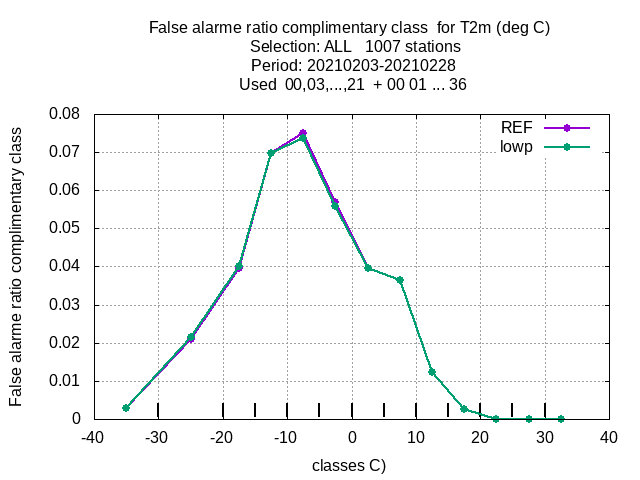 False alarme ratio complimentary class  for T2m (deg C)
Selection: ALL   1007 stations
Period: 20210203-20210228
Used  00,03,...,21  + 00 01 ... 36
REF
lowp
False alarme ratio complimentary class
0.08
0.07
0.06
0.05
0.04
0.03
0.02
0.01
0
-40 -30 -20 -10 0 10 20 30 40
classes C)